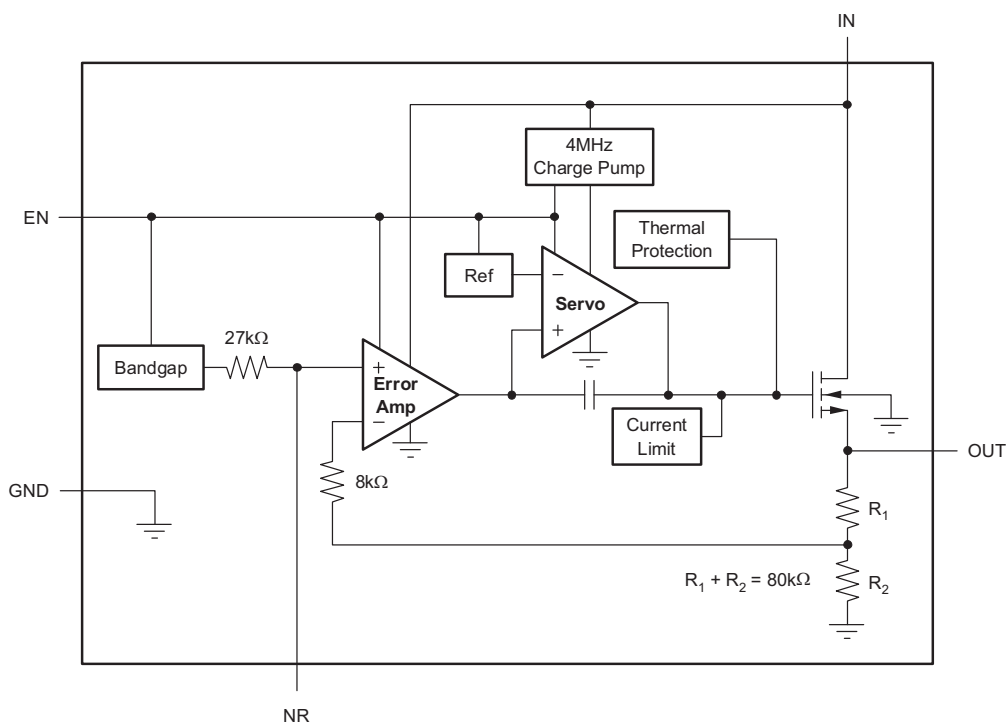 IN
4MHz
Charge Pump
EN
Thermal
Protection
Ref
−
Servo
+
27kΩ
Bandgap
+
Error
Amp
−
Current
Limit
OUT
8kΩ
GND
R1
R1 + R2 = 80kΩ
R2
NR